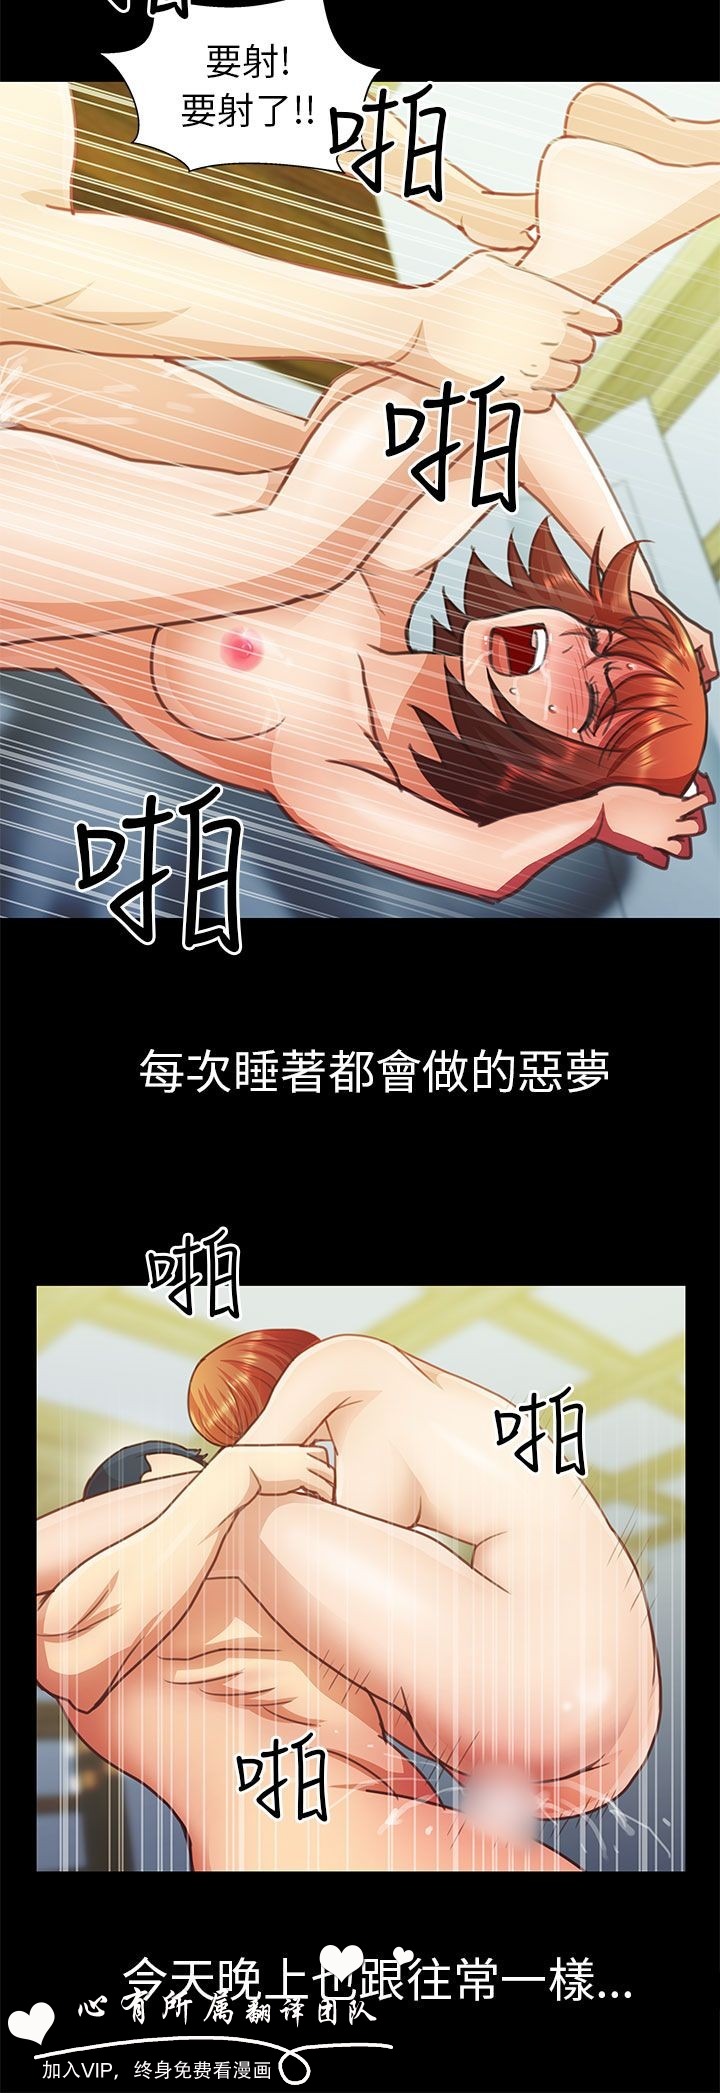 要射!
要射了!!
啪
啪
啪
每次睡著都會做的惡夢
啪
啪
啪
今天晚上也跟往常一樣...
心有所属翻译团队
加入VIP，终身免费看漫画